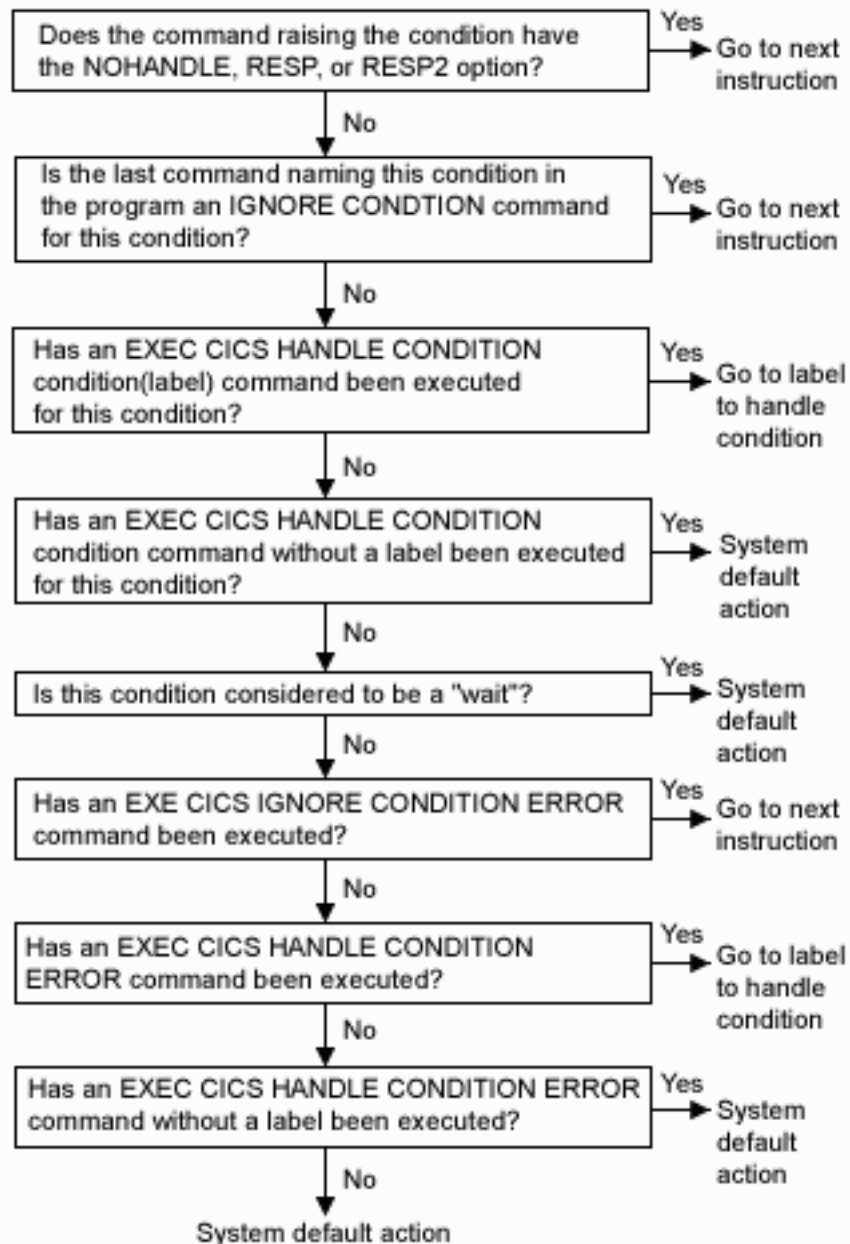 Does the command raising the condition have
the NOHANDLE, RESP, or RESP2 option?
Yes
Go to next
instruction
No
Is the last command naming this condition in
the program an IGNORE CONDTION command
for this condition?
Yes
Go to next
instruction
No
Has an EXEC CICS HANDLE CONDITION
condition(label) command been executed
for this condition?
Yes
Go to label
to handle
condition
No
Has an EXEC CICS HANDLE CONDITION
condition command without a label been executed
for this condition?
Yes
System
default
action
No
Is this condition considered to be a "wait"?
Yes
System
default
action
No
Has an EXE CICS IGNORE CONDITION ERROR
command been executed?
Yes
Go to next
instruction
No
Has an EXEC CICS HANDLE CONDITION
ERROR command been executed?
Yes
Go to label
to handle
condition
No
Has an EXEC CICS HANDLE CONDITION ERROR
command without a label been executed?
Yes
System
default
action
No
System default action